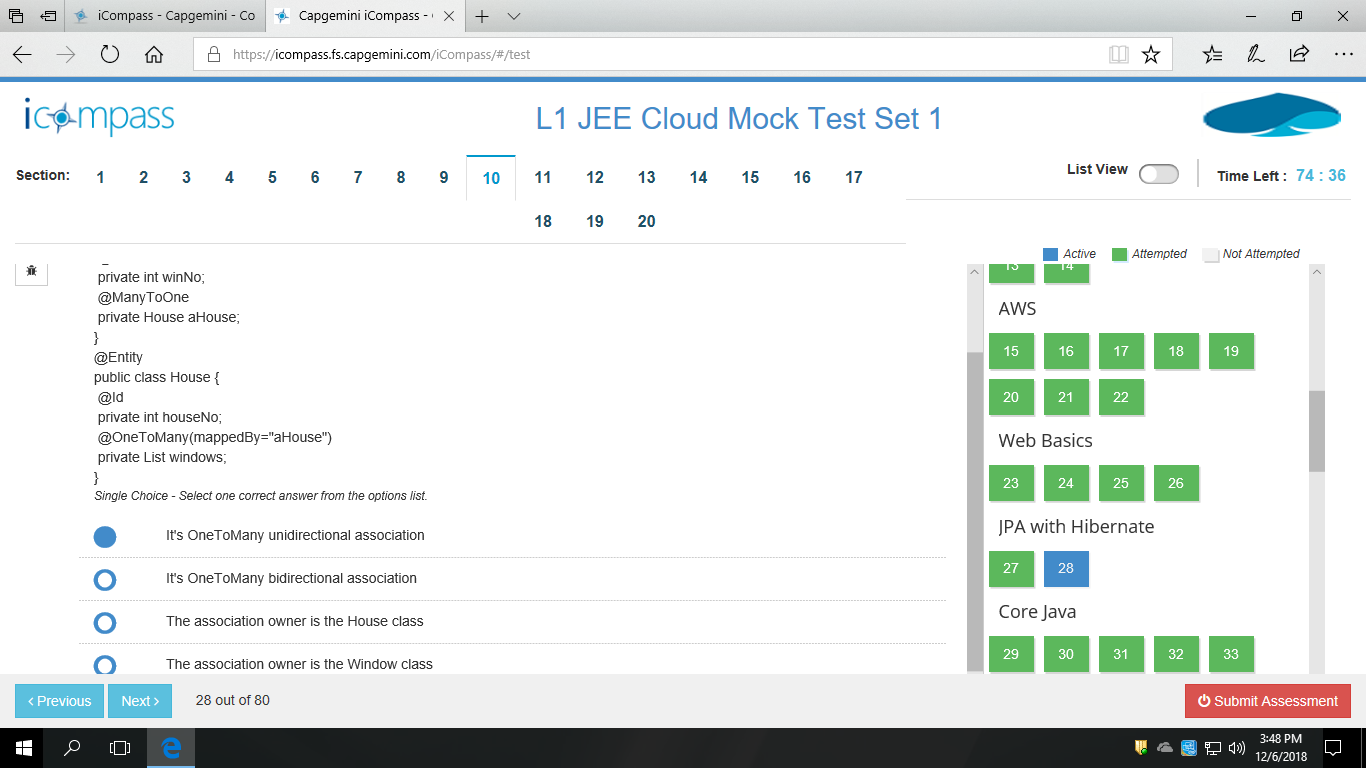 iCompass - Capgemini - Co
Capgemini iCompass -
https://icompass.fs.capgemini.com/iCompass/#/test
icompass
L1 JEE Cloud Mock Test Set 1
Section: 1 2 3 4 5 6 7 8 9 10 11 12 13 14 15 16 17
18 19 20
List View
Time Left : 74 : 36
Active Attempted Not Attempted
private int winNo;
@ManyToOne
private House aHouse;
}
@Entity
public class House {
@Id
private int houseNo;
@OneToMany(mappedBy="aHouse")
private List windows;
}
Single Choice - Select one correct answer from the options list.
It's OneToMany unidirectional association
It's OneToMany bidirectional association
The association owner is the House class
The association owner is the Window class
13 14
AWS
15 16 17 18 19
20 21 22
Web Basics
23 24 25 26
JPA with Hibernate
27 28
Core Java
29 30 31 32 33
Previous
Next
28 out of 80
Submit Assessment
3:48 PM
12/6/2018